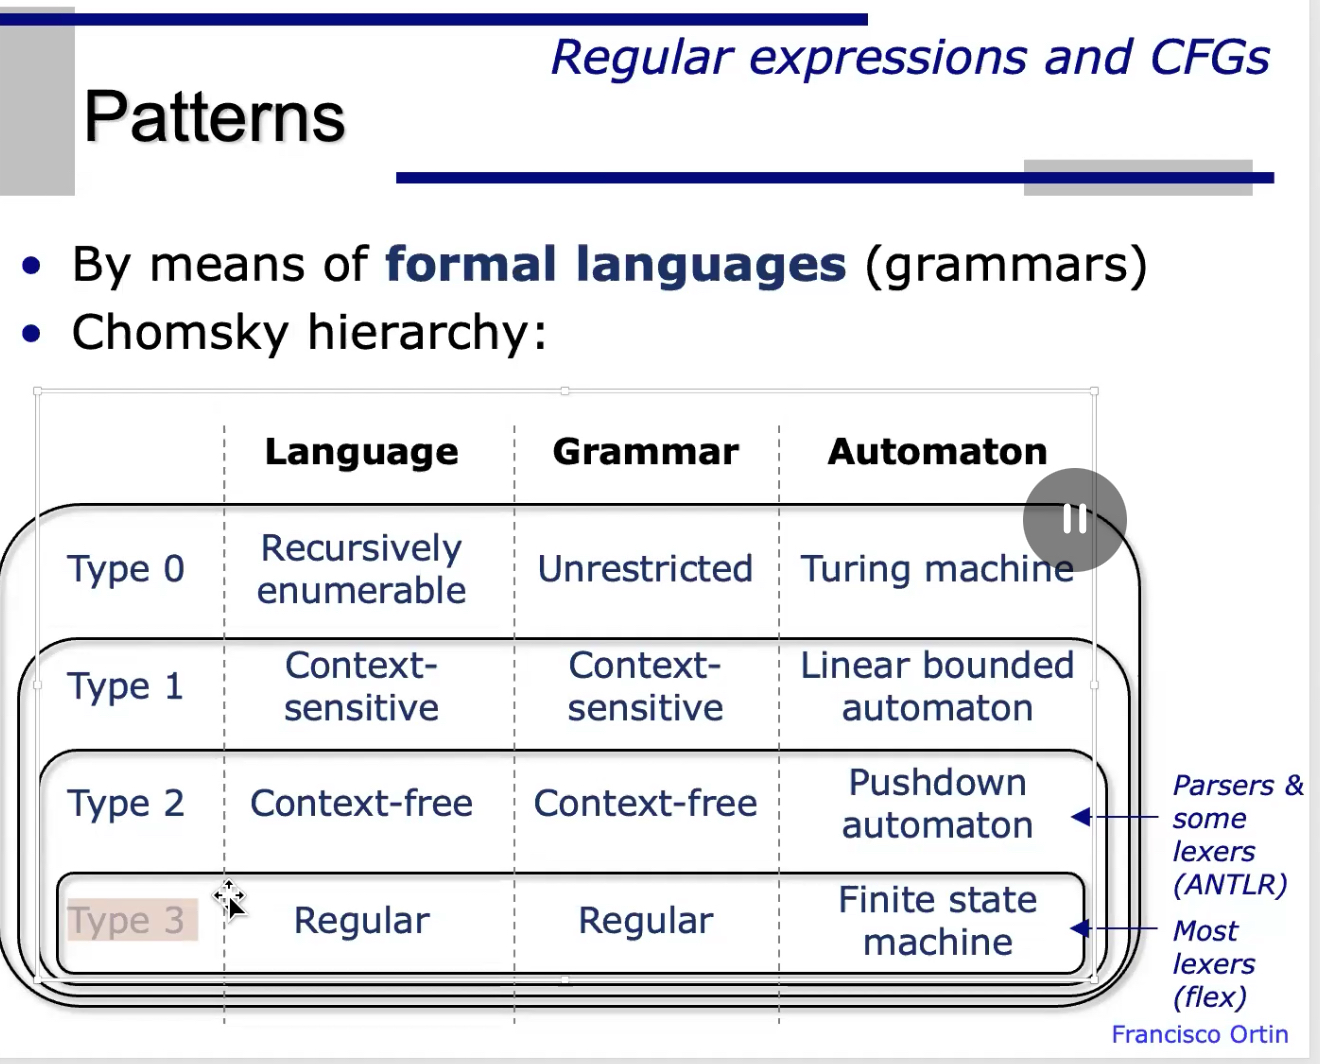 Regular expressions and CFGs
Patterns
• By means of formal languages (grammars)
• Chomsky hierarchy:
Language Grammar Automaton
Type 0
Recursively
enumerable
Unrestricted
Turing machine
Type 1
Context-
sensitive
Context-
sensitive
Linear bounded
automaton
Type 2
Context-free
Context-free
Pushdown
automaton
Parsers &
some
lexers
(ANTLR)
Type 3
Regular
Regular
Finite state
machine
Most
lexers
(flex)
Francisco Ortin